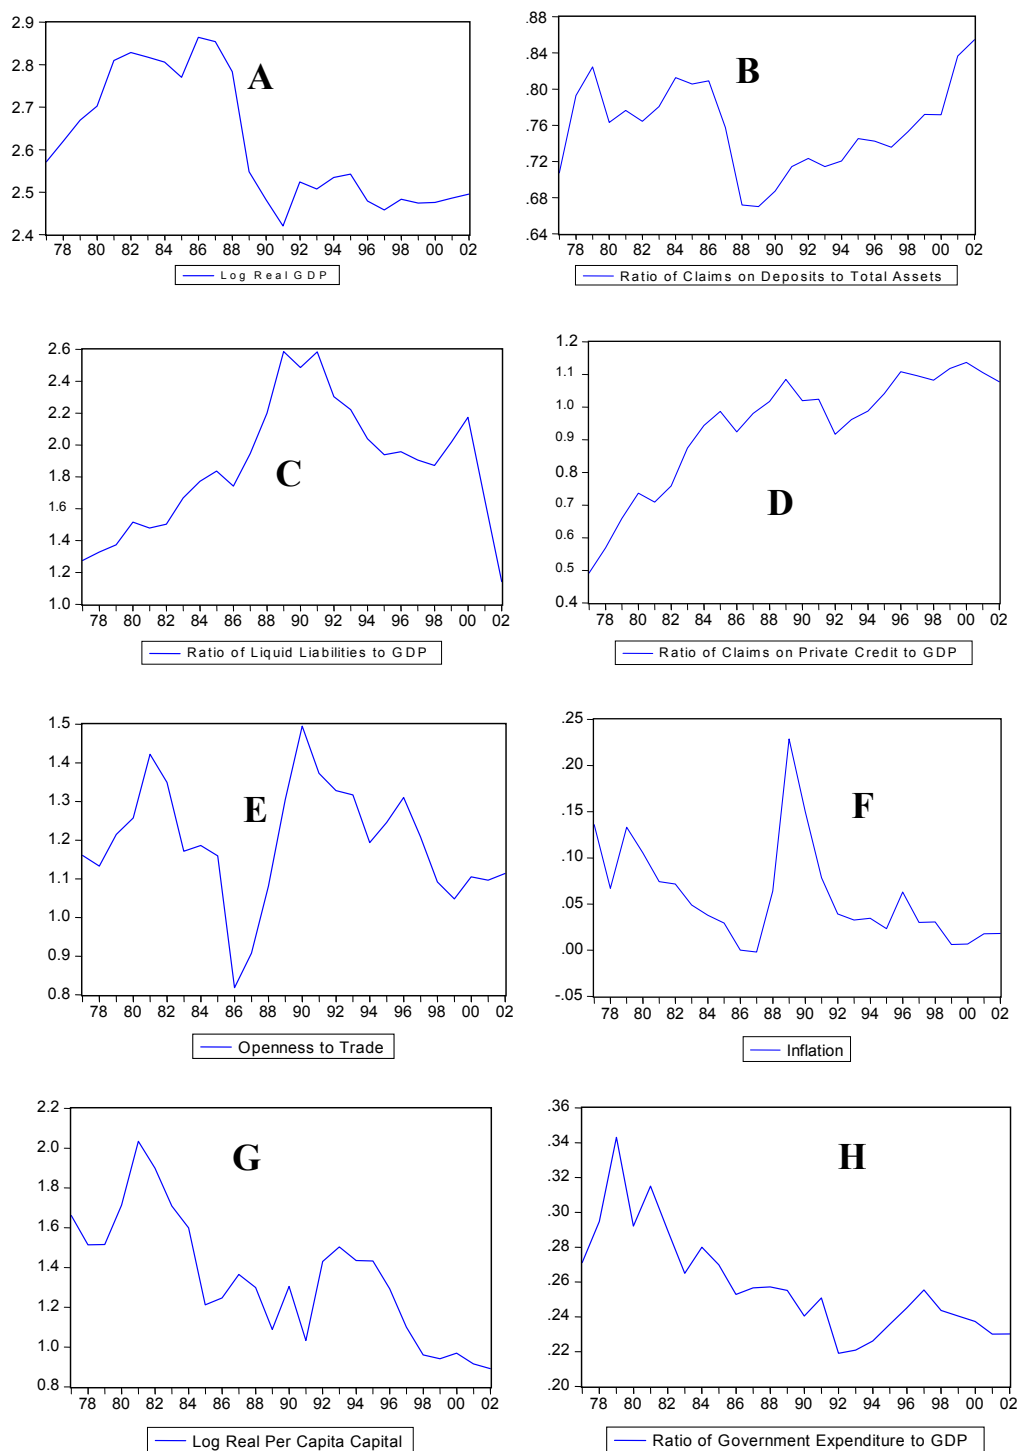 2.9
2.8
2.7
2.6
2.5
2.4
A
78 80 82 84 86 88 90 92 94 96 98 00 02
Log Real GDP
.88
.84
.80
.76
.72
.68
.64
B
78 80 82 84 86 88 90 92 94 96 98 00 02
Ratio of Claims on Deposits to Total Assets
2.6
2.4
2.2
2.0
1.8
1.6
1.4
1.2
1.0
C
78 80 82 84 86 88 90 92 94 96 98 00 02
Ratio of Liquid Liabilities to GDP
1.2
1.1
1.0
0.9
0.8
0.7
0.6
0.5
0.4
D
78 80 82 84 86 88 90 92 94 96 98 00 02
Ratio of Claims on Private Credit to GDP
1.5
1.4
1.3
1.2
1.1
1.0
0.9
0.8
E
78 80 82 84 86 88 90 92 94 96 98 00 02
Openness to Trade
.25
.20
.15
.10
.05
.00
-.05
F
78 80 82 84 86 88 90 92 94 96 98 00 02
Inflation
2.2
2.0
1.8
1.6
1.4
1.2
1.0
0.8
G
78 80 82 84 86 88 90 92 94 96 98 00 02
Log Real Per Capita Capital
.36
.34
.32
.30
.28
.26
.24
.22
.20
H
78 80 82 84 86 88 90 92 94 96 98 00 02
Ratio of Government Expenditure to GDP